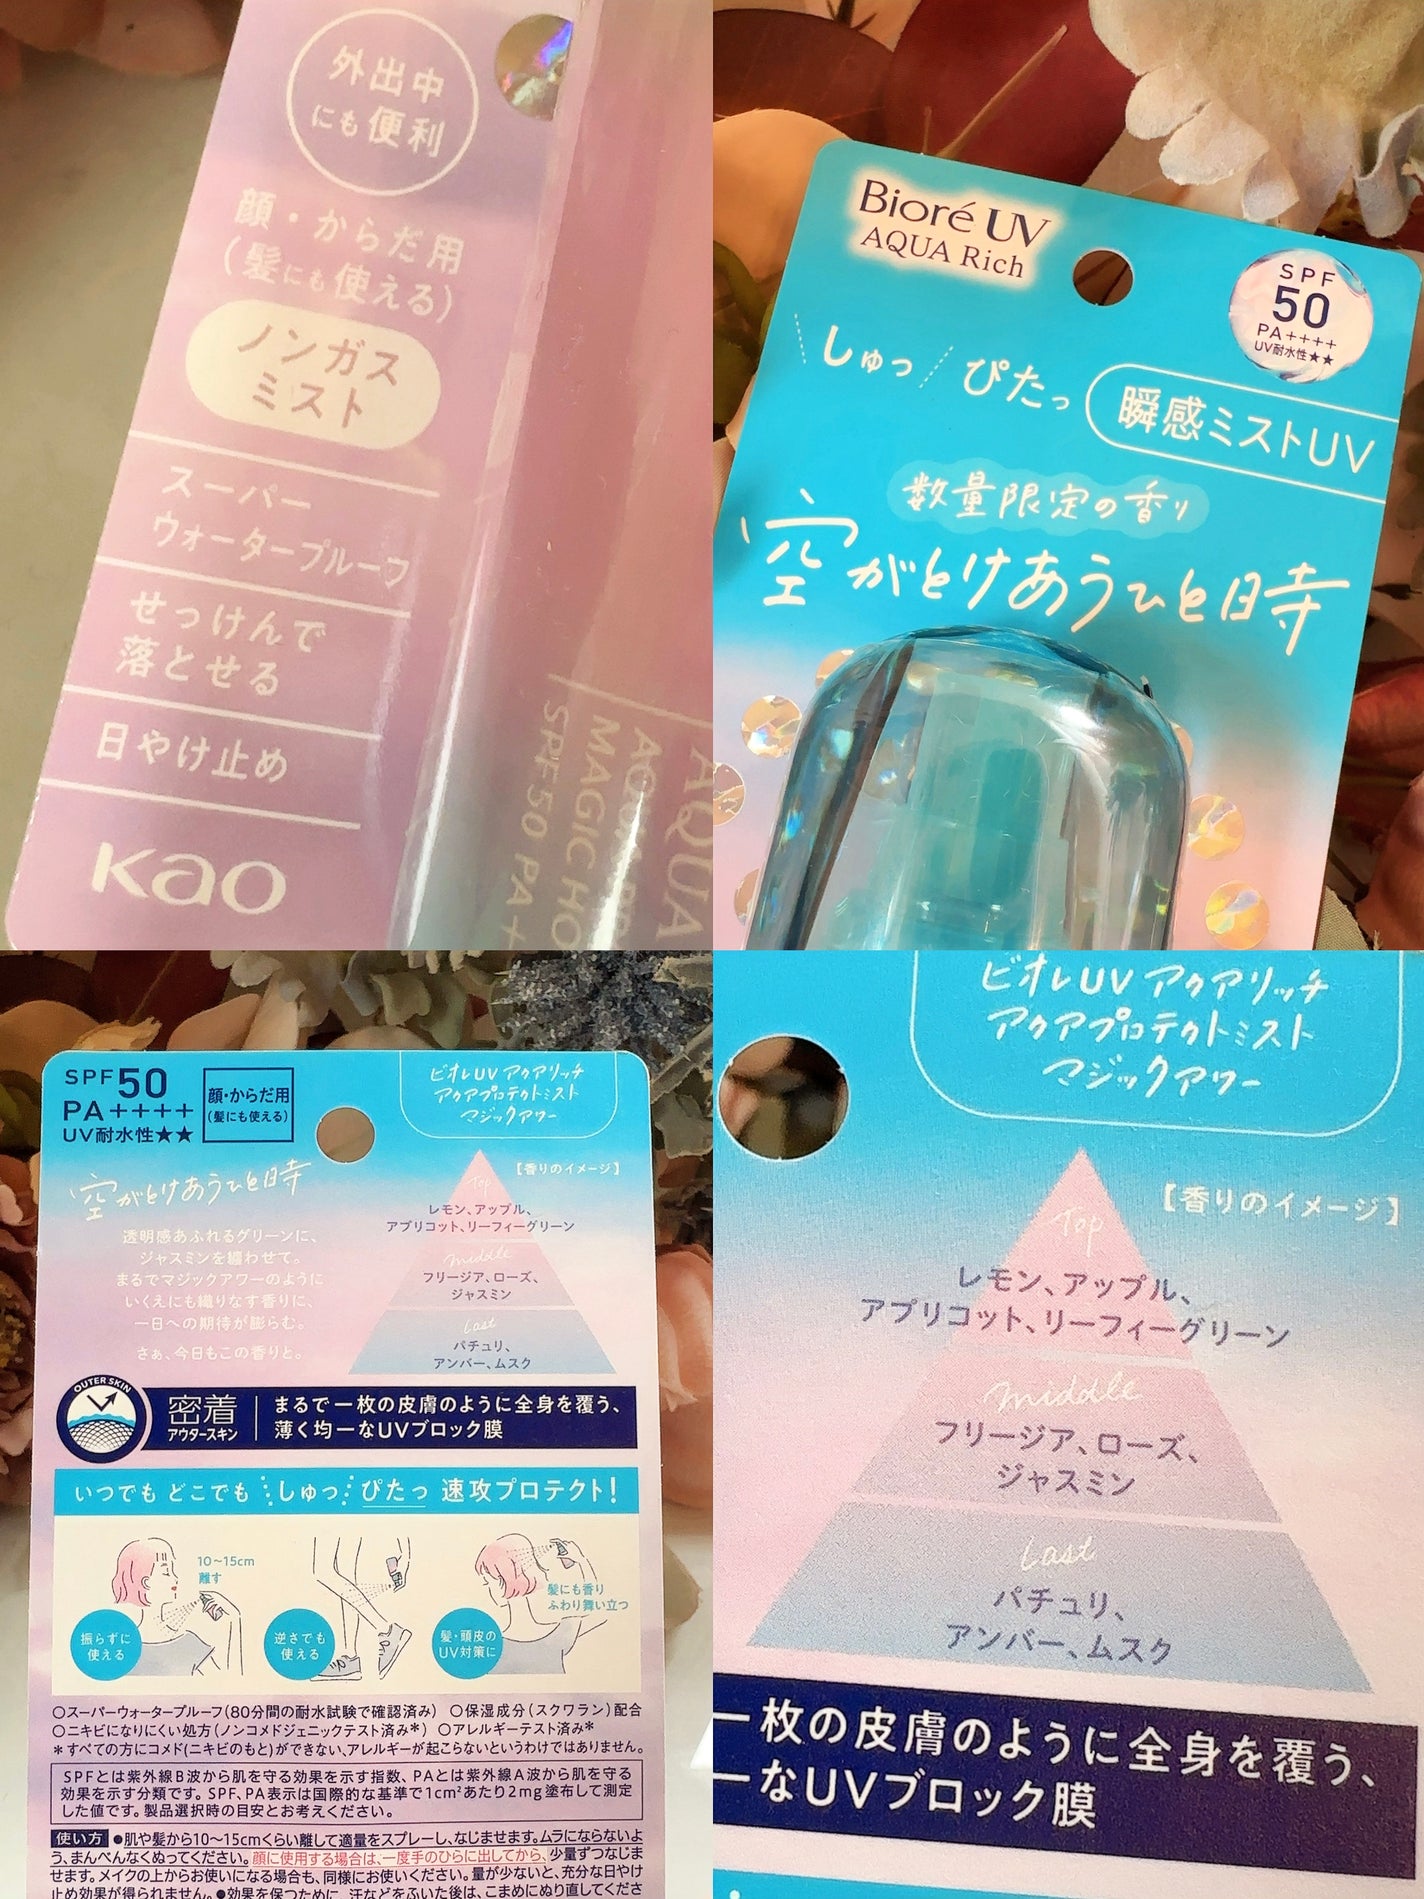 外出中
にも便利
顔・からだ用
(髪にも使える)
ノンガス
ミスト
スーパー
ウォータープルーフ
せっけんで
落とせる
日やけ止め
Kao
AQUA
MAGIC HO
SPF50 PA+
Bioré UV
AQUA Rich
SPF
50
PA++++
UV耐水性★★
しゅっ ぴたっ 瞬感ミストUV
数量限定の香り
空がとけあうひと時
SPF50
PA++++
UV耐水性★★
顔・からだ用
(髪にも使える)
ビオレUV アクアリッチ
アクアプロテクトミスト
マジックアワー
空がとけあうひと時
透明感あふれるグリーンに、
ジャスミンを纏わせて。
まるでマジックアワーのように
いくえにも織りなす香りに、
一日への期待が膨らむ。
さぁ、今日もこの香りと。
【香りのイメージ】
Top
レモン、アップル、
アプリコット、リーフィーグリーン
middle
フリージア、ローズ、
ジャスミン
Last
パチュリ、
アンバー、ムスク
OUTER SKIN
密着
アウタースキン
まるで一枚の皮膚のように全身を覆う、
薄く均一なUVブロック膜
いつでも どこでも しゅっ ぴたっ 速攻プロテクト!
10〜15cm
離す
振らずに
使える
逆さでも
使える
髪にも香り
ふわり舞い立つ
髪・頭皮の
UV対策に
○スーパーウォータープルーフ(80分間の耐水試験で確認済み) ○保湿成分(スクワラン)配合
○ニキビになりにくい処方(ノンコメドジェニックテスト済み*) ○アレルギーテスト済み*
*すべての方にコメド(ニキビのもと)ができない、アレルギーが起こらないというわけではありません。
SPFとは紫外線B波から肌を守る効果を示す指数、PAとは紫外線A波から肌を守る
効果を示す分類です。SPF、PA表示は国際的な基準で1cm²あたり2mg塗布して測定
した値です。製品選択時の目安とお考えください。
使い方 ●肌や髪から10〜15cmくらい離して適量をスプレーし、なじませます。ムラにならないよ
う、まんべんなくぬってください。顔に使用する場合は、一度手のひらに出してから、少量ずつなじま
せます。メイクの上からお使いになる場合も、同様にお使いください。量が少ないと、充分な日やけ
止め効果が得られません。●効果を保つために、汗などをふいた後は、こまめにぬり直してくださ
ビオレUV アクアリッチ
アクアプロテクトミスト
マジックアワー
【香りのイメージ】
Top
レモン、アップル、
アプリコット、リーフィーグリーン
middle
フリージア、ローズ、
ジャスミン
Last
パチュリ、
アンバー、ムスク
一枚の皮膚のように全身を覆う、
一なUVブロック膜